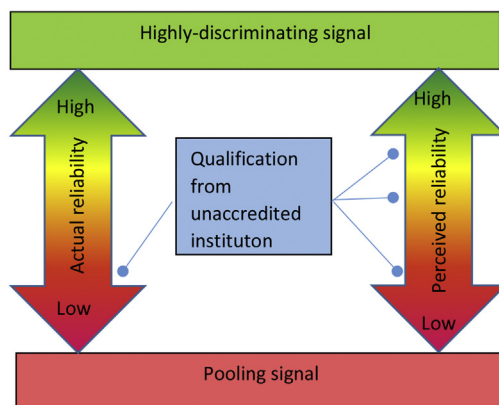 Highly-discriminating signal
High
High
Actual reliability
Qualification
from
unaccredited
instituton
Perceived reliability
Low
Low
Pooling signal